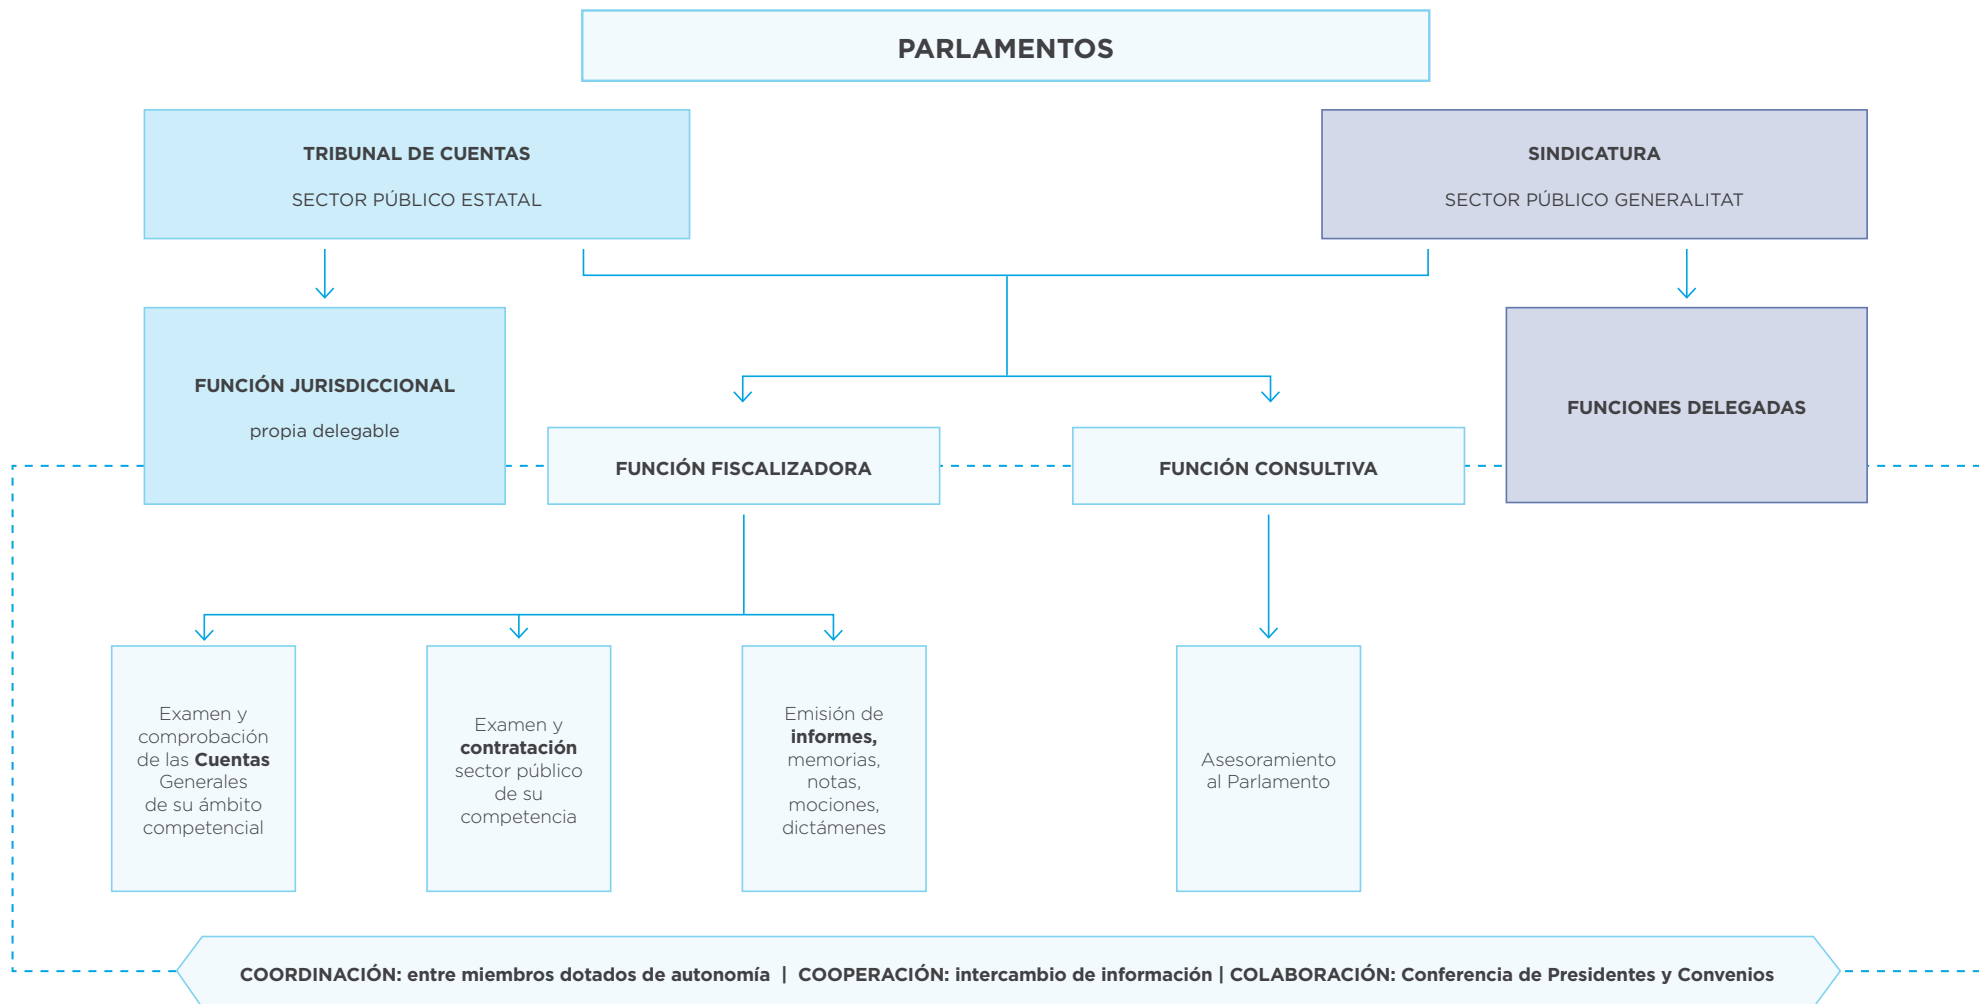 PARLAMENTOS
TRIBUNAL DE CUENTAS
SECTOR PÚBLICO ESTATAL
SINDICATURA
SECTOR PÚBLICO GENERALITAT
FUNCIÓN JURISDICCIONAL
propia delegable
FUNCIÓN FISCALIZADORA
FUNCIÓN CONSULTIVA
FUNCIONES DELEGADAS
Examen y
comprobación
de las Cuentas
Generales
de su ámbito
competencial
Examen y
contratación
sector público
de su
competencia
Emisión de
informes,
memorias,
notas,
mociones,
dictámenes
Asesoramiento
al Parlamento
COORDINACIÓN: entre miembros dotados de autonomía | COOPERACIÓN: intercambio de información | COLABORACIÓN: Conferencia de Presidentes y Convenios